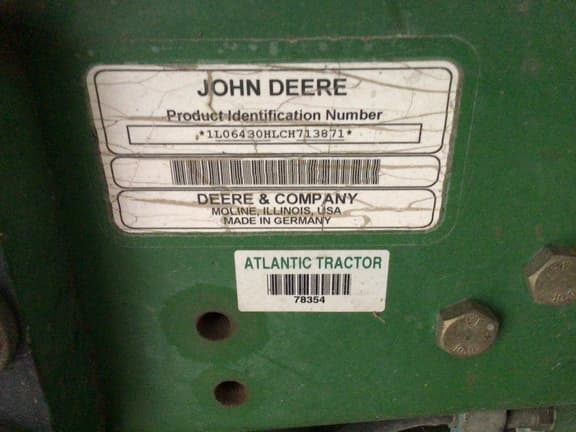 JOHN DEERE
Product Identification Number
*1L06430HLCH713871*
DEERE & COMPANY
MOLINE, ILLINOIS, USA
MADE IN GERMANY
ATLANTIC TRACTOR
78354